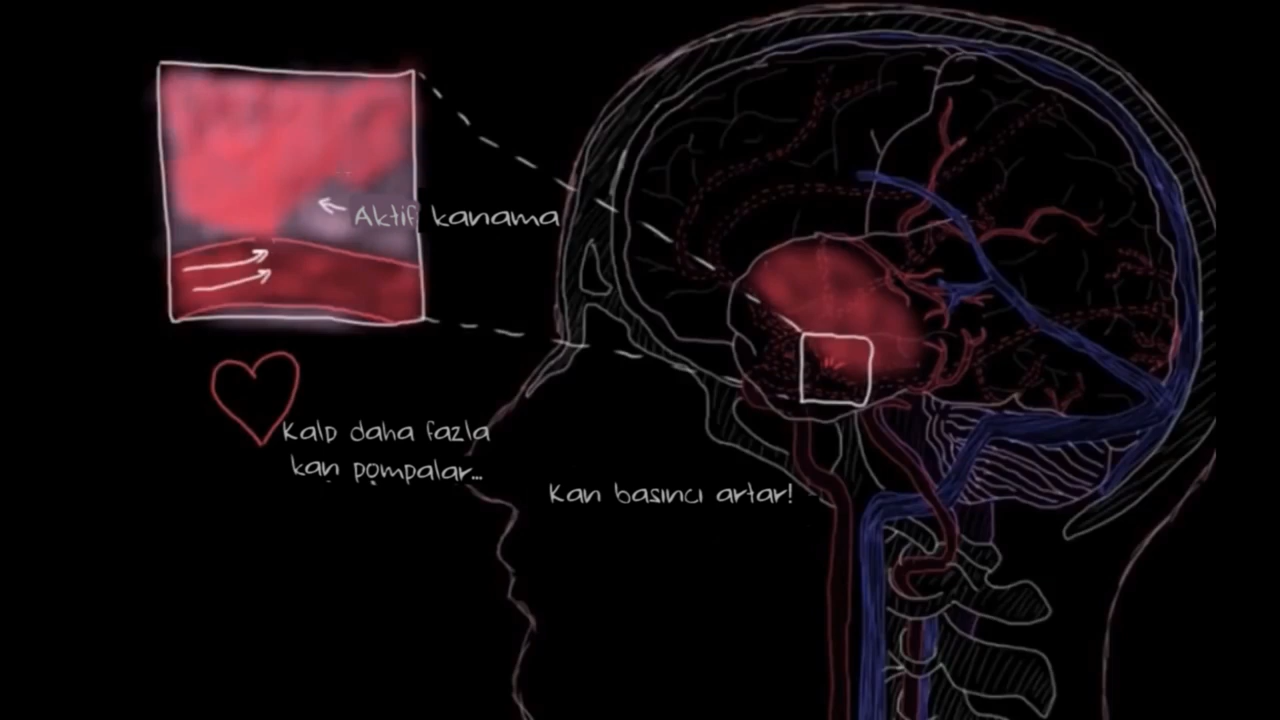 Aktif kanama
Kalp daha fazla
kan pompalar...
Kan basıncı artar!